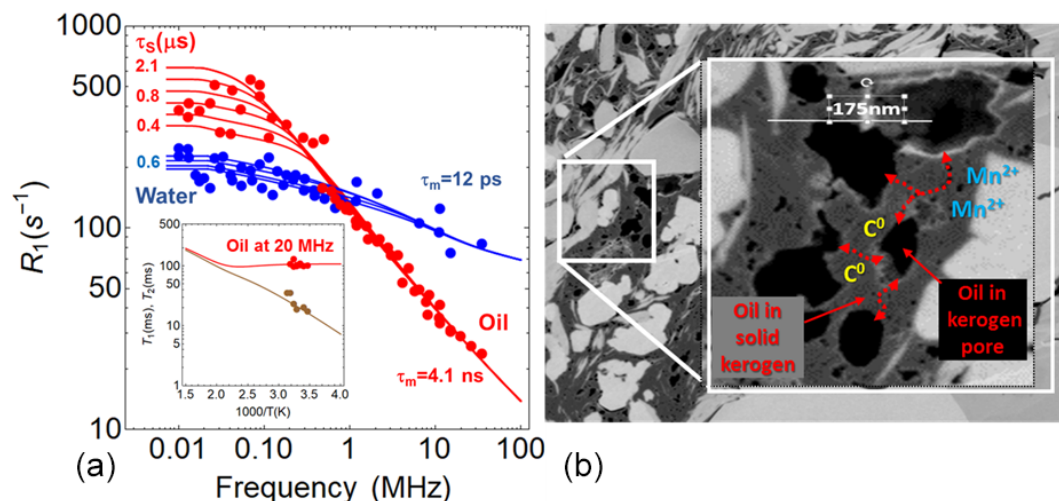 1000
500
100
50
10
R₁(s⁻¹)
τ_S(μs)
2.1
0.8
0.4
0.6
Water
τ_m=12 ps
Oil
τ_m=4.1 ns
Oil at 20 MHz
500
100
50
10
5
1
T₁(ms), T₂(ms)
1.5 2.0 2.5 3.0 3.5 4.0
1000/T(K)
0.01 0.10 1 10 100
Frequency (MHz)
(a)
175nm
Mn²⁺
Mn²⁺
C⁰
C⁰
Oil in
solid
kerogen
Oil in
kerogen
pore
(b)